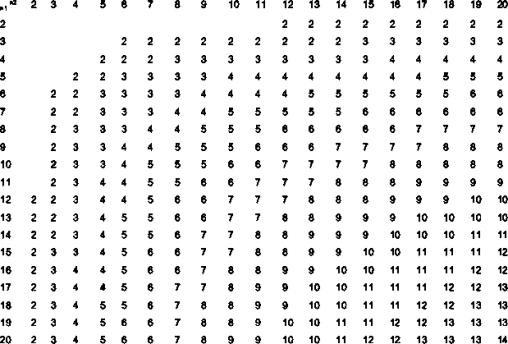 n1 n2 2 3 4 5 6 7 8 9 10 11 12 13 14 15 16 17 18 19 20
2 2 2 2 2 2 2 2 2 2
3 2 2 2 2 2 2 2 2 2 3 3 3 3 3 3
4 2 2 2 3 3 3 3 3 3 3 3 4 4 4 4 4
5 2 2 3 3 3 3 4 4 4 4 4 4 4 4 5 5 5
6 2 2 3 3 3 3 4 4 4 4 5 5 5 5 5 5 6 6
7 2 2 3 3 3 4 4 5 5 5 5 5 6 6 6 6 6 6
8 2 3 3 3 4 4 5 5 5 6 6 6 6 6 7 7 7 7
9 2 3 3 4 4 5 5 5 6 6 6 7 7 7 7 8 8 8
10 2 3 3 4 5 5 5 6 6 7 7 7 7 8 8 8 8 8
11 2 3 4 4 5 5 6 6 7 7 7 8 8 8 9 9 9 9
12 2 2 3 4 4 5 6 6 7 7 7 8 8 8 9 9 9 10 10
13 2 2 3 4 5 5 6 6 7 7 8 8 9 9 9 10 10 10 10
14 2 2 3 4 5 5 6 7 7 8 8 9 9 9 10 10 10 11 11
15 2 3 3 4 5 6 6 7 7 8 8 9 9 10 10 11 11 11 12
16 2 3 4 4 5 6 6 7 8 8 9 9 10 10 11 11 11 12 12
17 2 3 4 4 5 6 7 7 8 9 9 10 10 11 11 11 12 12 13
18 2 3 4 5 5 6 7 8 8 9 9 10 10 11 11 12 12 13 13
19 2 3 4 5 6 6 7 8 8 9 10 10 11 11 12 12 13 13 13
20 2 3 4 5 6 6 7 8 9 9 10 10 11 12 12 13 13 13 14